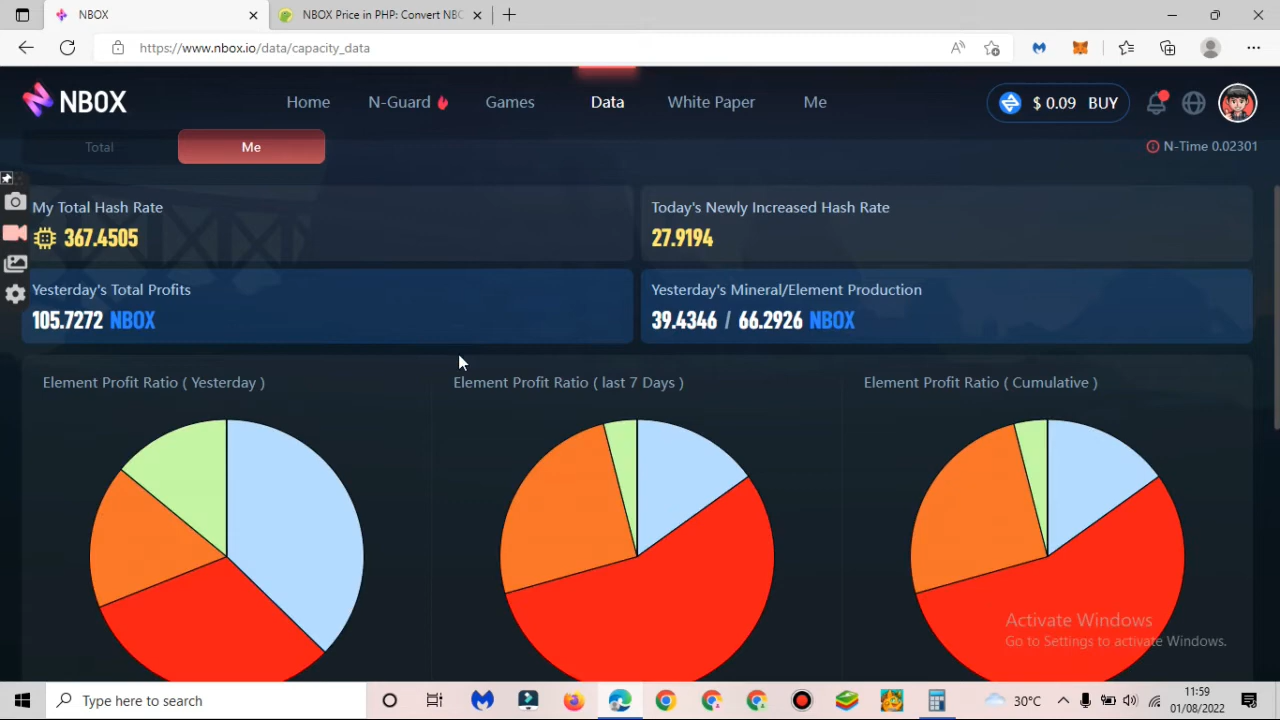 NBOX
NBOX Price in PHP: Convert NBC
https://www.nbox.io/data/capacity_data
NBOX
Home
N-Guard
Games
Data
White Paper
Me
$ 0.09 BUY
Total
Me
N-Time 0.02301
My Total Hash Rate
367.4505
Today's Newly Increased Hash Rate
27.9194
Yesterday's Total Profits
105.7272 NBOX
Yesterday's Mineral/Element Production
39.4346 / 66.2926 NBOX
Element Profit Ratio ( Yesterday )
Element Profit Ratio ( last 7 Days )
Element Profit Ratio ( Cumulative )
Activate Windows
Go to Settings to activate Windows.
Type here to search
30°C
11:59
01/08/2022